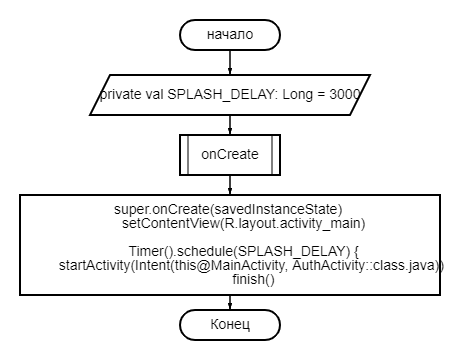 начало
private val SPLASH_DELAY: Long = 3000
onCreate
super.onCreate(savedInstanceState)
setContentView(R.layout.activity_main)
Timer().schedule(SPLASH_DELAY) {
startActivity(Intent(this@MainActivity, AuthActivity::class.java))
finish()
Конец